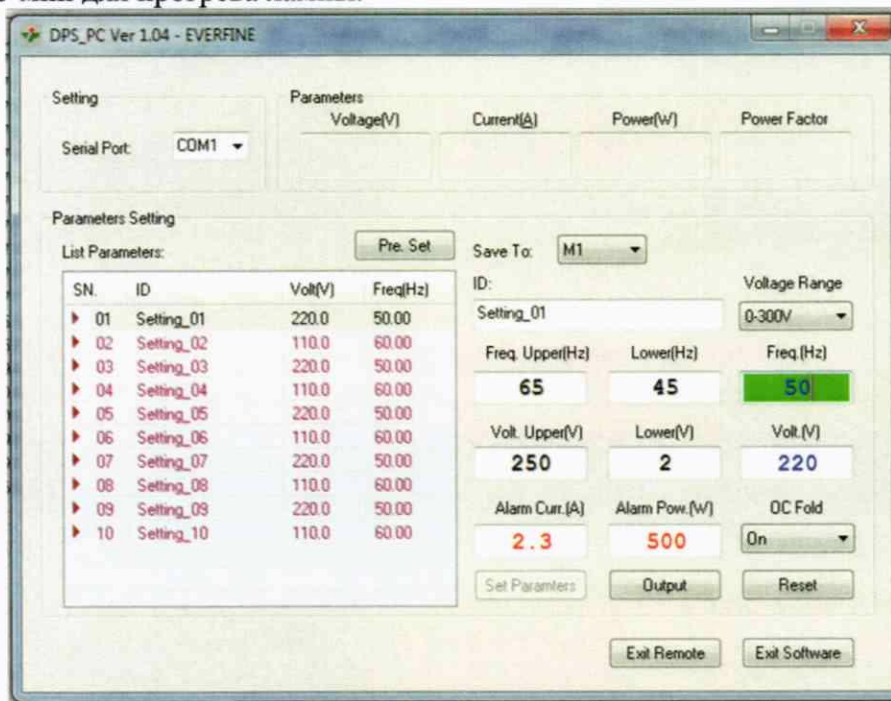 мин для прогрева лампы.
DPS_PC Ver 1.04 - EVERFINE
Setting
Serial Port: COM1
Parameters
Voltage(V) Current(A) Power(W) Power Factor
Parameters Setting
List Parameters: Pre. Set
SN. ID Volt(V) Freq(Hz)
01 Setting_01 220.0 50.00
02 Setting_02 110.0 60.00
03 Setting_03 220.0 50.00
04 Setting_04 110.0 60.00
05 Setting_05 220.0 50.00
06 Setting_06 110.0 60.00
07 Setting_07 220.0 50.00
08 Setting_08 110.0 60.00
09 Setting_09 220.0 50.00
10 Setting_10 110.0 60.00
Save To: M1
ID: Voltage Range
Setting_01 0-300V
Freq. Upper(Hz) Lower(Hz) Freq.(Hz)
65 45 50
Volt. Upper(V) Lower(V) Volt.(V)
250 2 220
Alarm Curr.(A) Alarm Pow.(W) OC Fold
2.3 500 On
Set Paramters Output Reset
Exit Remote Exit Software